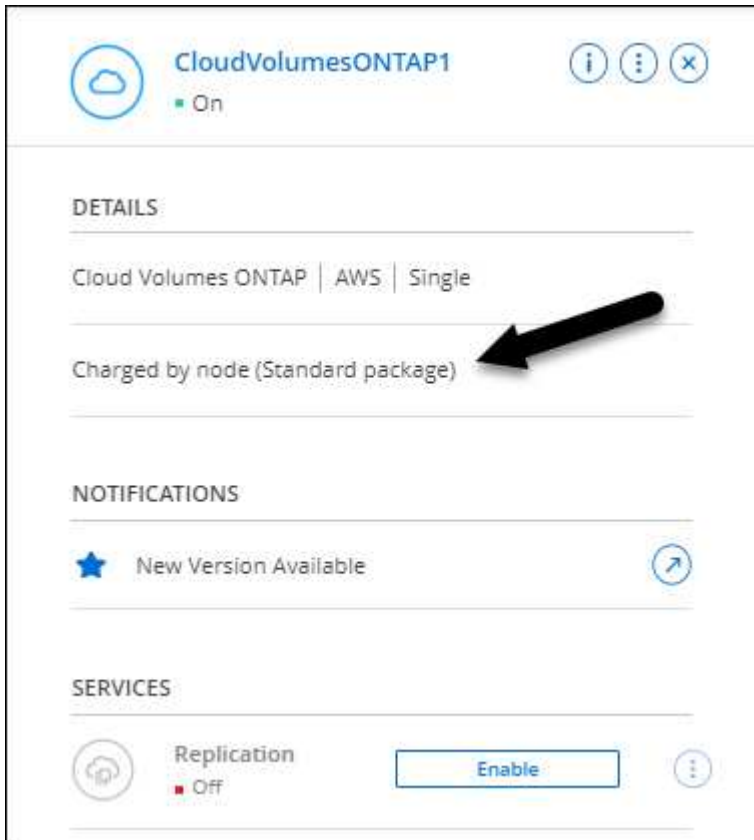 CloudVolumesONTAP1
On
DETAILS
Cloud Volumes ONTAP | AWS | Single
Charged by node (Standard package)
NOTIFICATIONS
New Version Available
SERVICES
Replication
Enable
Off